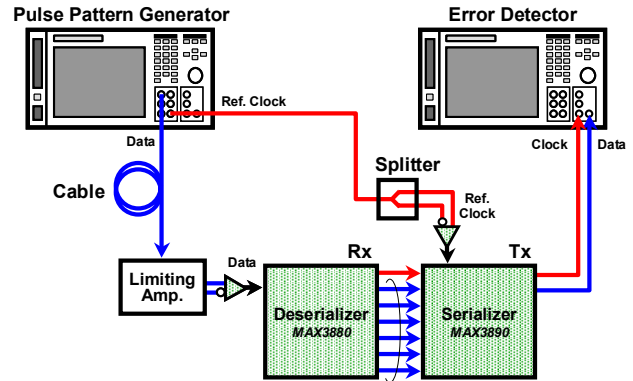 Pulse Pattern Generator
Error Detector
Ref. Clock
Data
Clock
Data
Cable
Splitter
Ref.
Clock
Data
Rx
Tx
Limiting
Amp.
Deserializer
MAX3880
Serializer
MAX3890